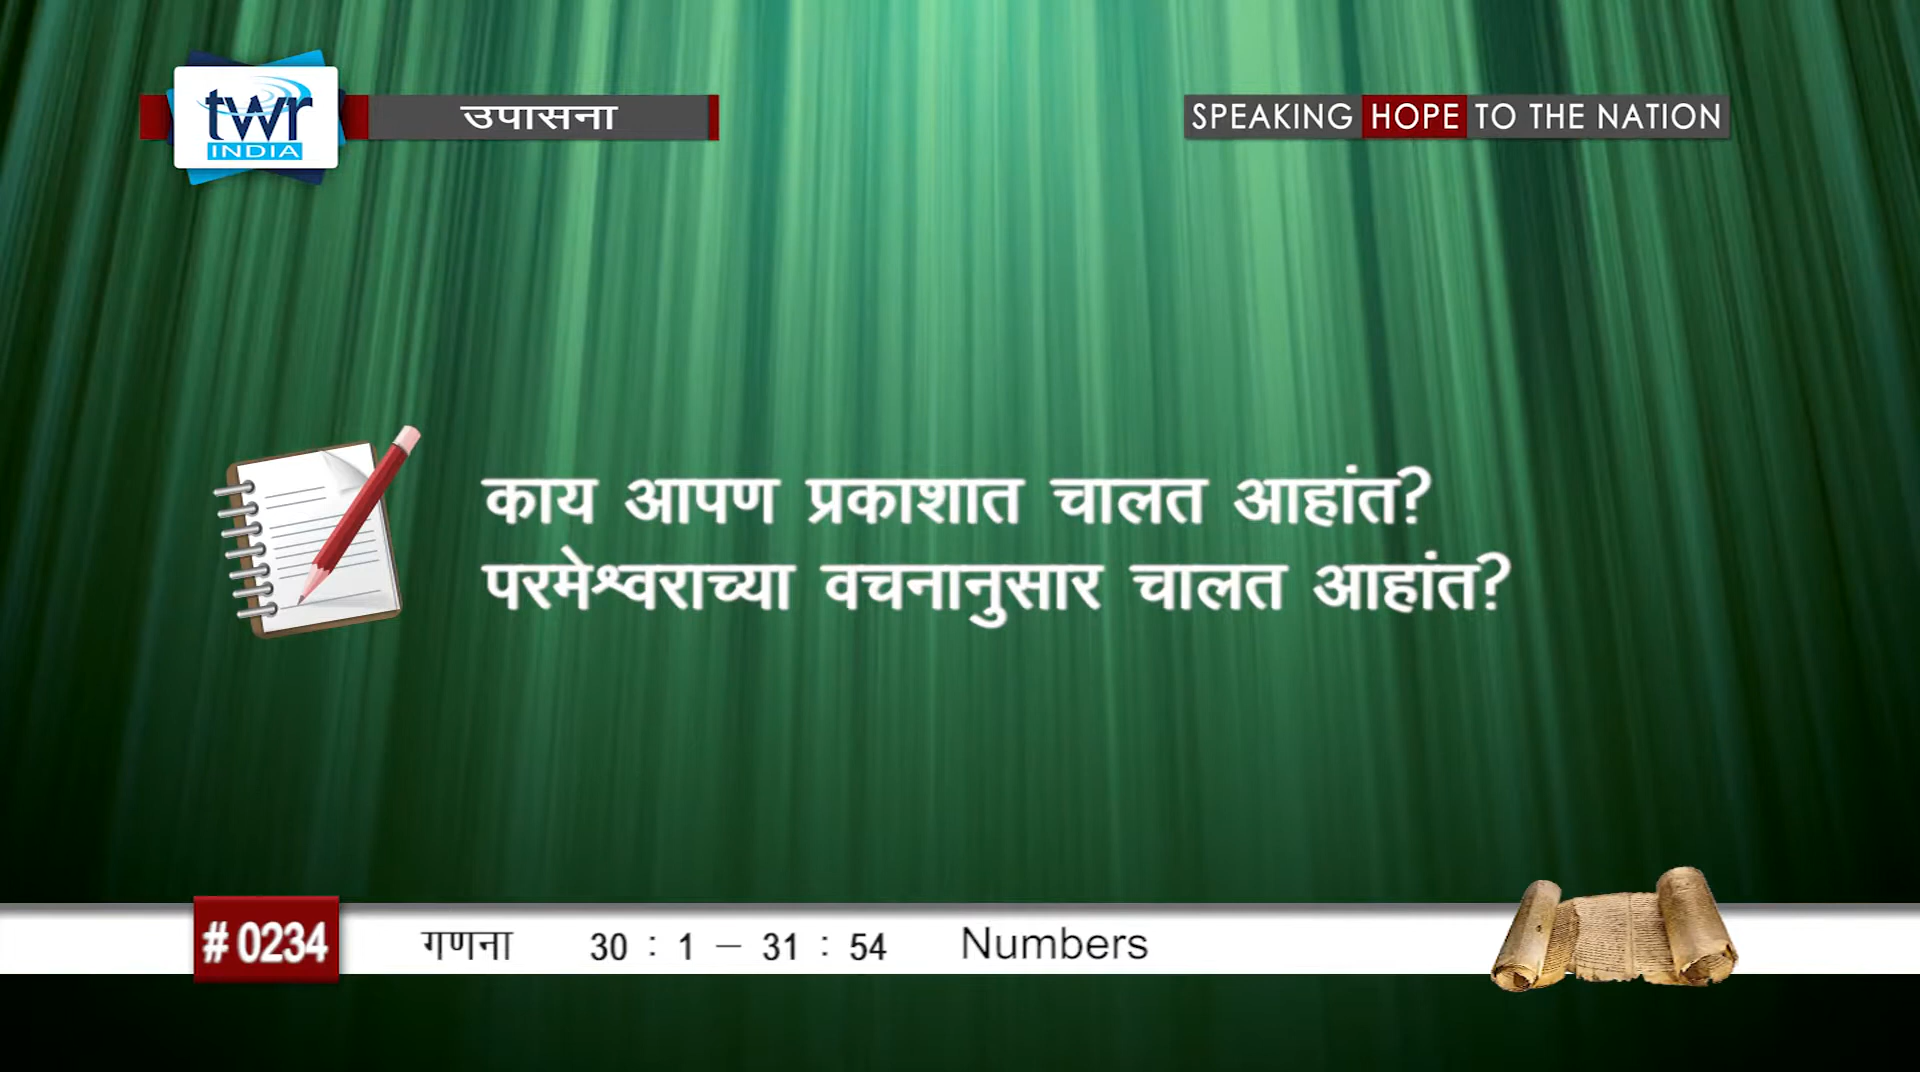 twr
INDIA
उपासना
SPEAKING HOPE TO THE NATION
काय आपण प्रकाशात चालत आहांत?
परमेश्वराच्या वचनानुसार चालत आहांत?
# 0234
गणना 30 : 1 – 31 : 54 Numbers